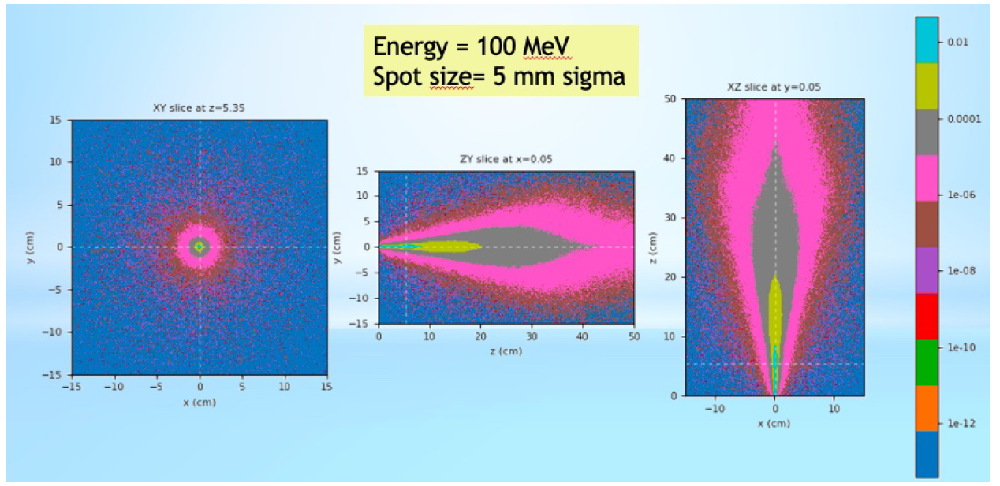 Energy = 100 MeV
Spot size= 5 mm sigma
XY slice at z=5.35
15
10
5
0
−5
−10
−15
y (cm)
−15 −10 −5 0 5 10 15
x (cm)
ZY slice at x=0.05
15
10
5
0
−5
−10
−15
y (cm)
0 10 20 30 40 50
z (cm)
XZ slice at y=0.05
50
40
30
20
10
0
z (cm)
−10 0 10
x (cm)
0.01
0.0001
1e-06
1e-08
1e-10
1e-12